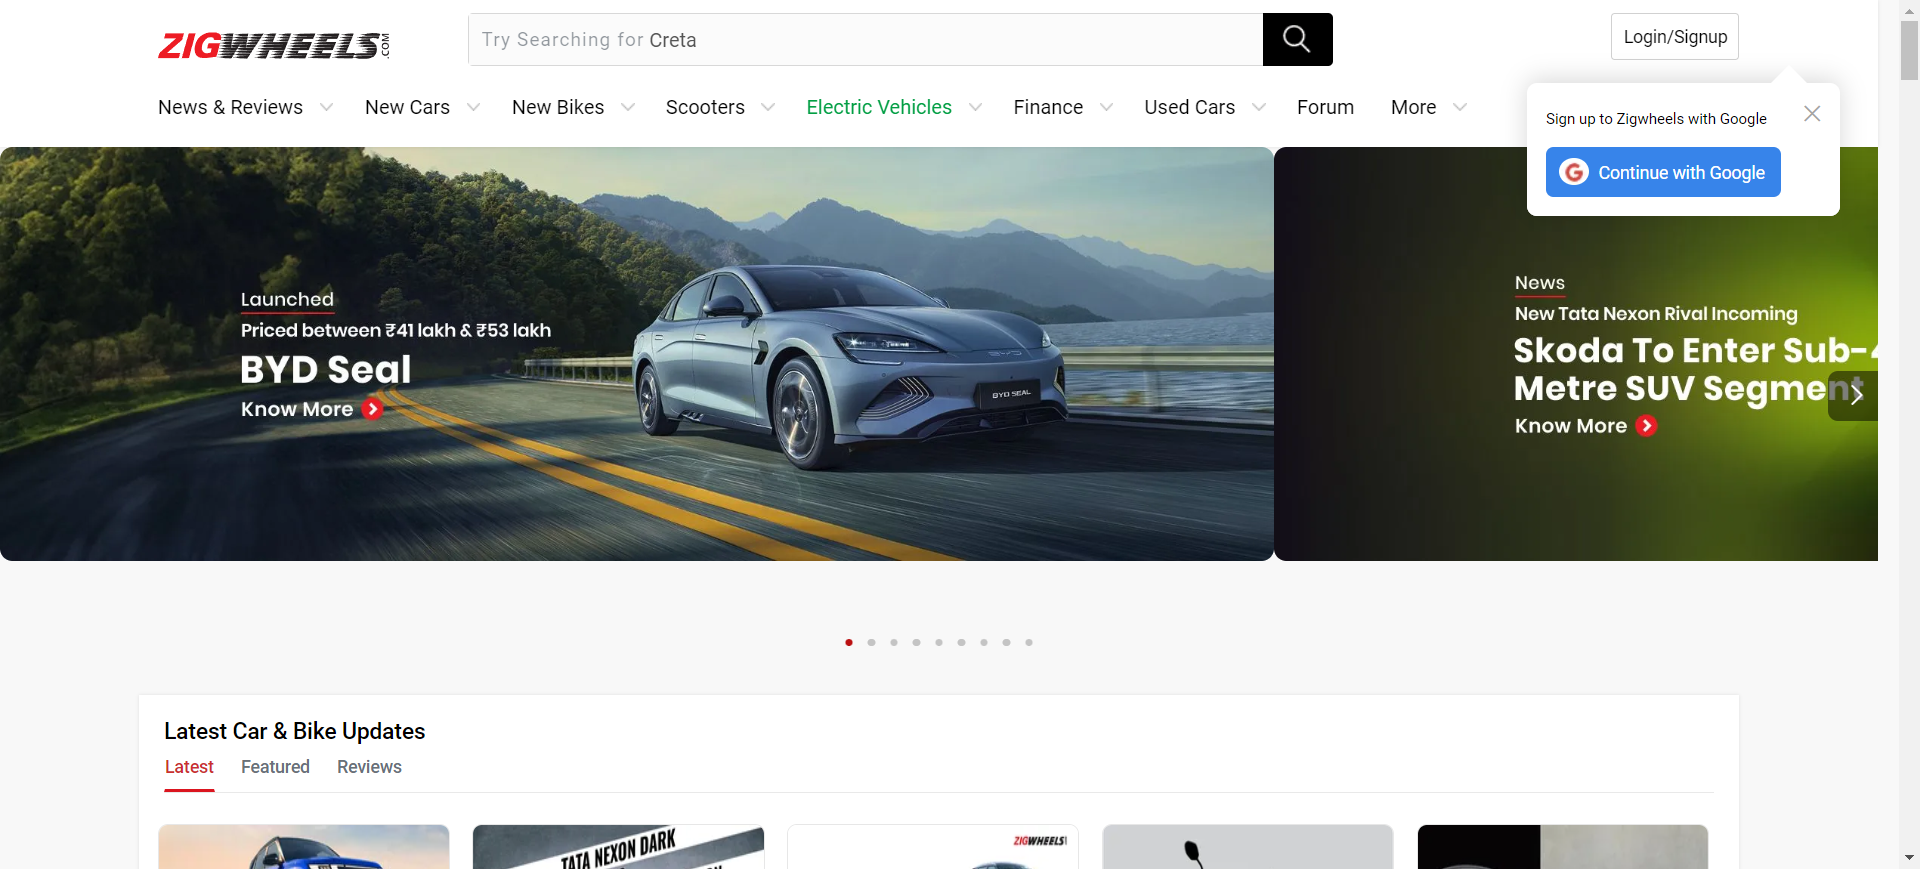 ZIGWHEELS.COM
Try Searching for Creta
Login/Signup
News & Reviews
New Cars
New Bikes
Scooters
Electric Vehicles
Finance
Used Cars
Forum
More
Sign up to Zigwheels with Google
G Continue with Google
Launched
Priced between ₹41 lakh & ₹53 lakh
BYD Seal
Know More
BYD
BYD SEAL
News
New Tata Nexon Rival Incoming
Skoda To Enter Sub-4
Metre SUV Segment
Know More
Latest Car & Bike Updates
Latest
Featured
Reviews
TATA NEXON DARK
ZIGWHEELS